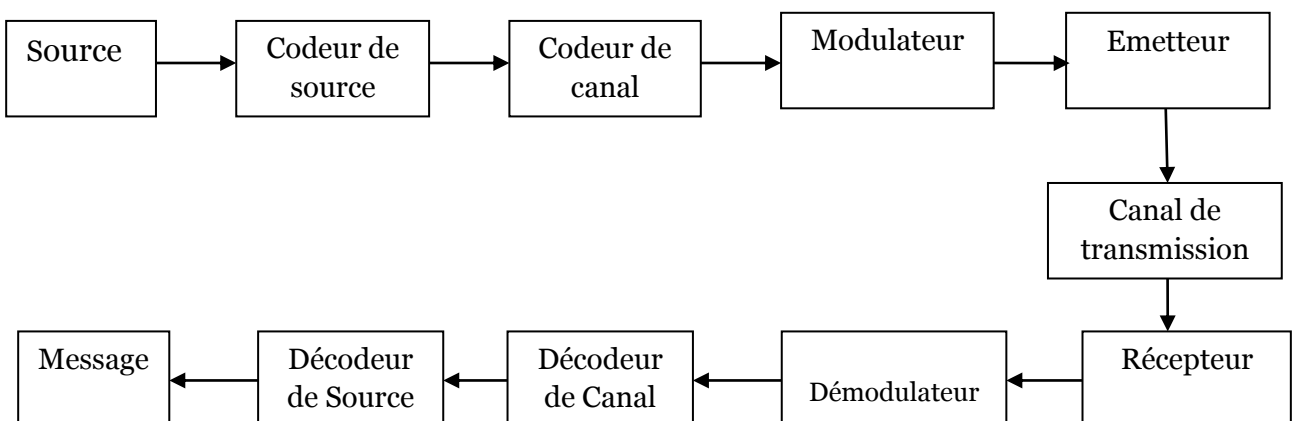 Source
Codeur de
source
Codeur de
canal
Modulateur
Emetteur
Canal de
transmission
Message
Décodeur
de Source
Décodeur
de Canal
Démodulateur
Récepteur